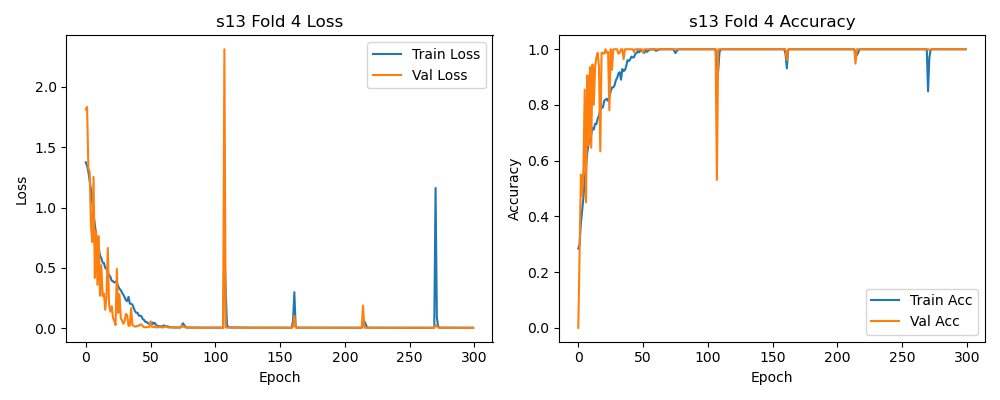 s13 Fold 4 Loss
Train Loss
Val Loss
2.0
1.5
1.0
0.5
0.0
Loss
0 50 100 150 200 250 300
Epoch
s13 Fold 4 Accuracy
1.0
0.8
0.6
0.4
0.2
0.0
Accuracy
Train Acc
Val Acc
0 50 100 150 200 250 300
Epoch